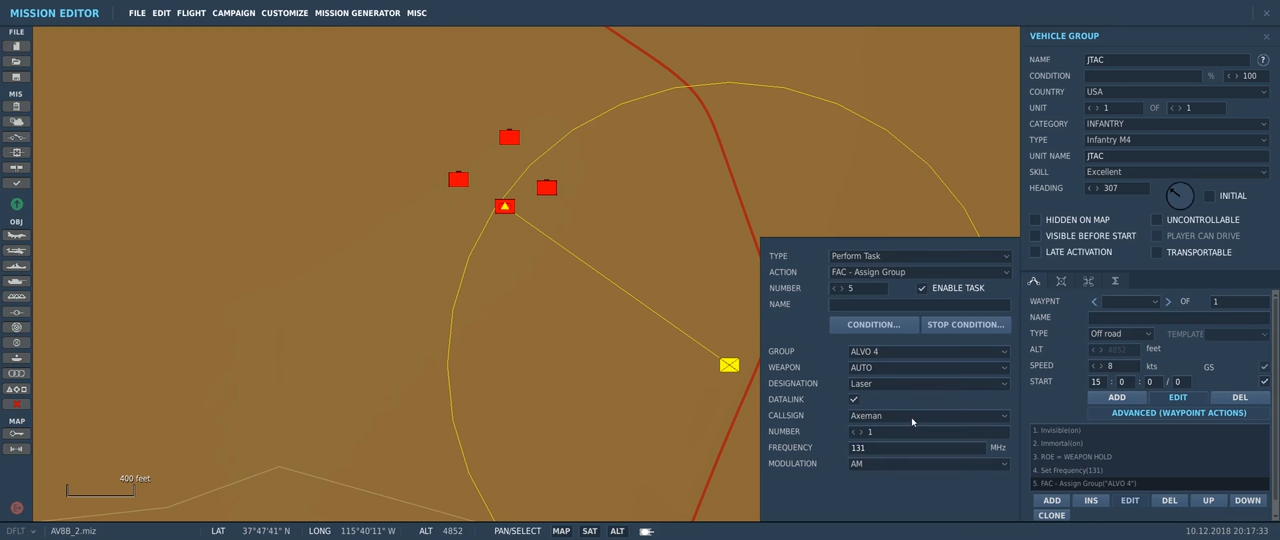 MISSION EDITOR
FILE EDIT FLIGHT CAMPAIGN CUSTOMIZE MISSION GENERATOR MISC
FILE
MIS
OBJ
MAP
400 feet
TYPE Perform Task
ACTION FAC - Assign Group
NUMBER 5 ENABLE TASK
NAME
CONDITION... STOP CONDITION...
GROUP ALVO 4
WEAPON AUTO
DESIGNATION Laser
DATALINK
CALLSIGN Axeman
NUMBER 1
FREQUENCY 131 MHz
MODULATION AM
VEHICLE GROUP
NAME JTAC ?
CONDITION % 100
COUNTRY USA
UNIT 1 OF 1
CATEGORY INFANTRY
TYPE Infantry M4
UNIT NAME JTAC
SKILL Excellent
HEADING 307 INITIAL
HIDDEN ON MAP UNCONTROLLABLE
VISIBLE BEFORE START PLAYER CAN DRIVE
LATE ACTIVATION TRANSPORTABLE
WAYPNT OF 1
NAME
TYPE Off road TEMPLATE
ALT 4852 feet
SPEED 8 kts GS
START 15 : 0 : 0 / 0
ADD EDIT DEL
ADVANCED (WAYPOINT ACTIONS)
1. Invisible(on)
2. Immortal(on)
3. ROE = WEAPON HOLD
4. Set Frequency(131)
5. FAC - Assign Group("ALVO 4")
ADD INS EDIT DEL UP DOWN
CLONE
DFLT AV8B_2.miz LAT 37°47'41" N LONG 115°40'11" W ALT 4852 PAN/SELECT MAP SAT ALT 10.12.2018 20:17:33